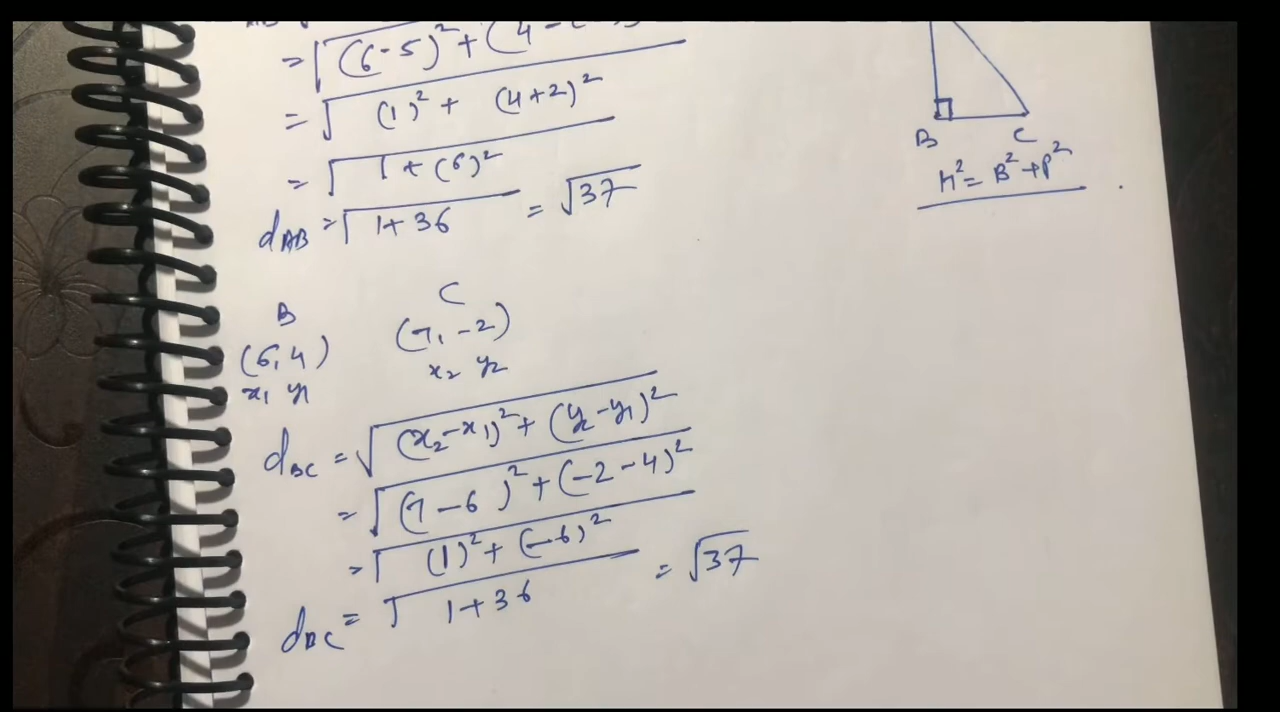 = √(6-5)² + (4-
= √(1)² + (4+2)²
= √1 + (6)²
dAB = √1+36 = √37
B C
h² = B² + P²
B C
(6, 4) (7, -2)
x₁ y₁ x₂ y₂
dBC = √(x₂-x₁)² + (y₂-y₁)²
= √(7-6)² + (-2-4)²
= √(1)² + (-6)²
dBC = √1+36 = √37